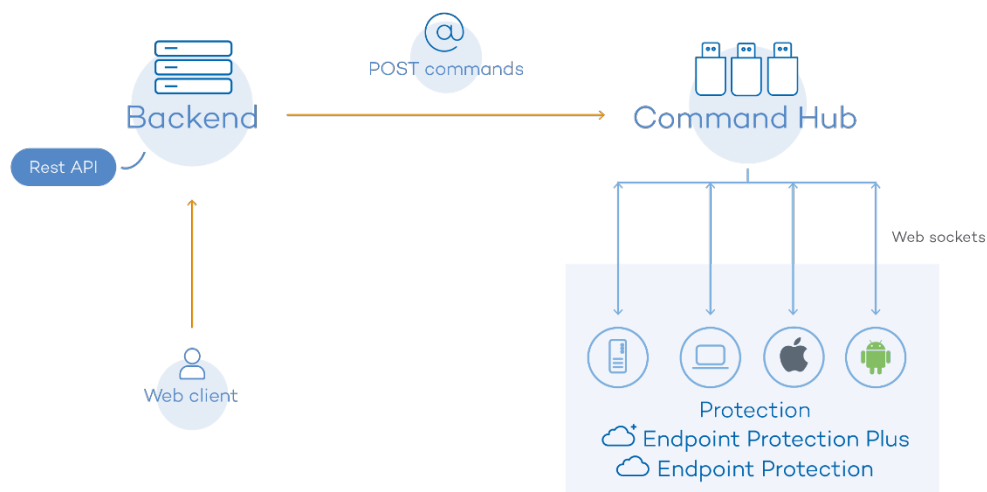 @
POST commands
Backend
Command Hub
Rest API
Web sockets
Web client
Protection
Endpoint Protection Plus
Endpoint Protection